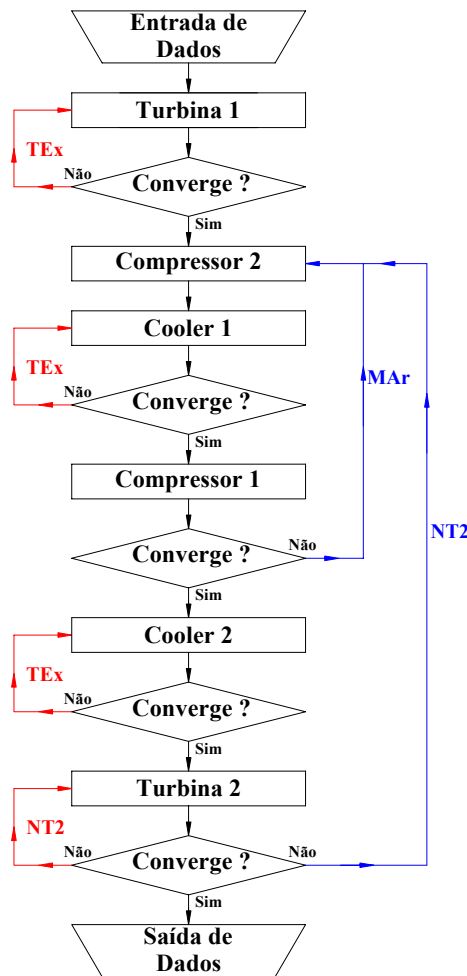 Entrada de
Dados
Turbina 1
TEx
Não
Converge ?
Sim
Compressor 2
Cooler 1
TEx
Não
Converge ?
MAr
Sim
Compressor 1
Converge ?
Não
NT2
Sim
Cooler 2
TEx
Não
Converge ?
Sim
Turbina 2
NT2
Não
Converge ?
Não
Sim
Saída de
Dados